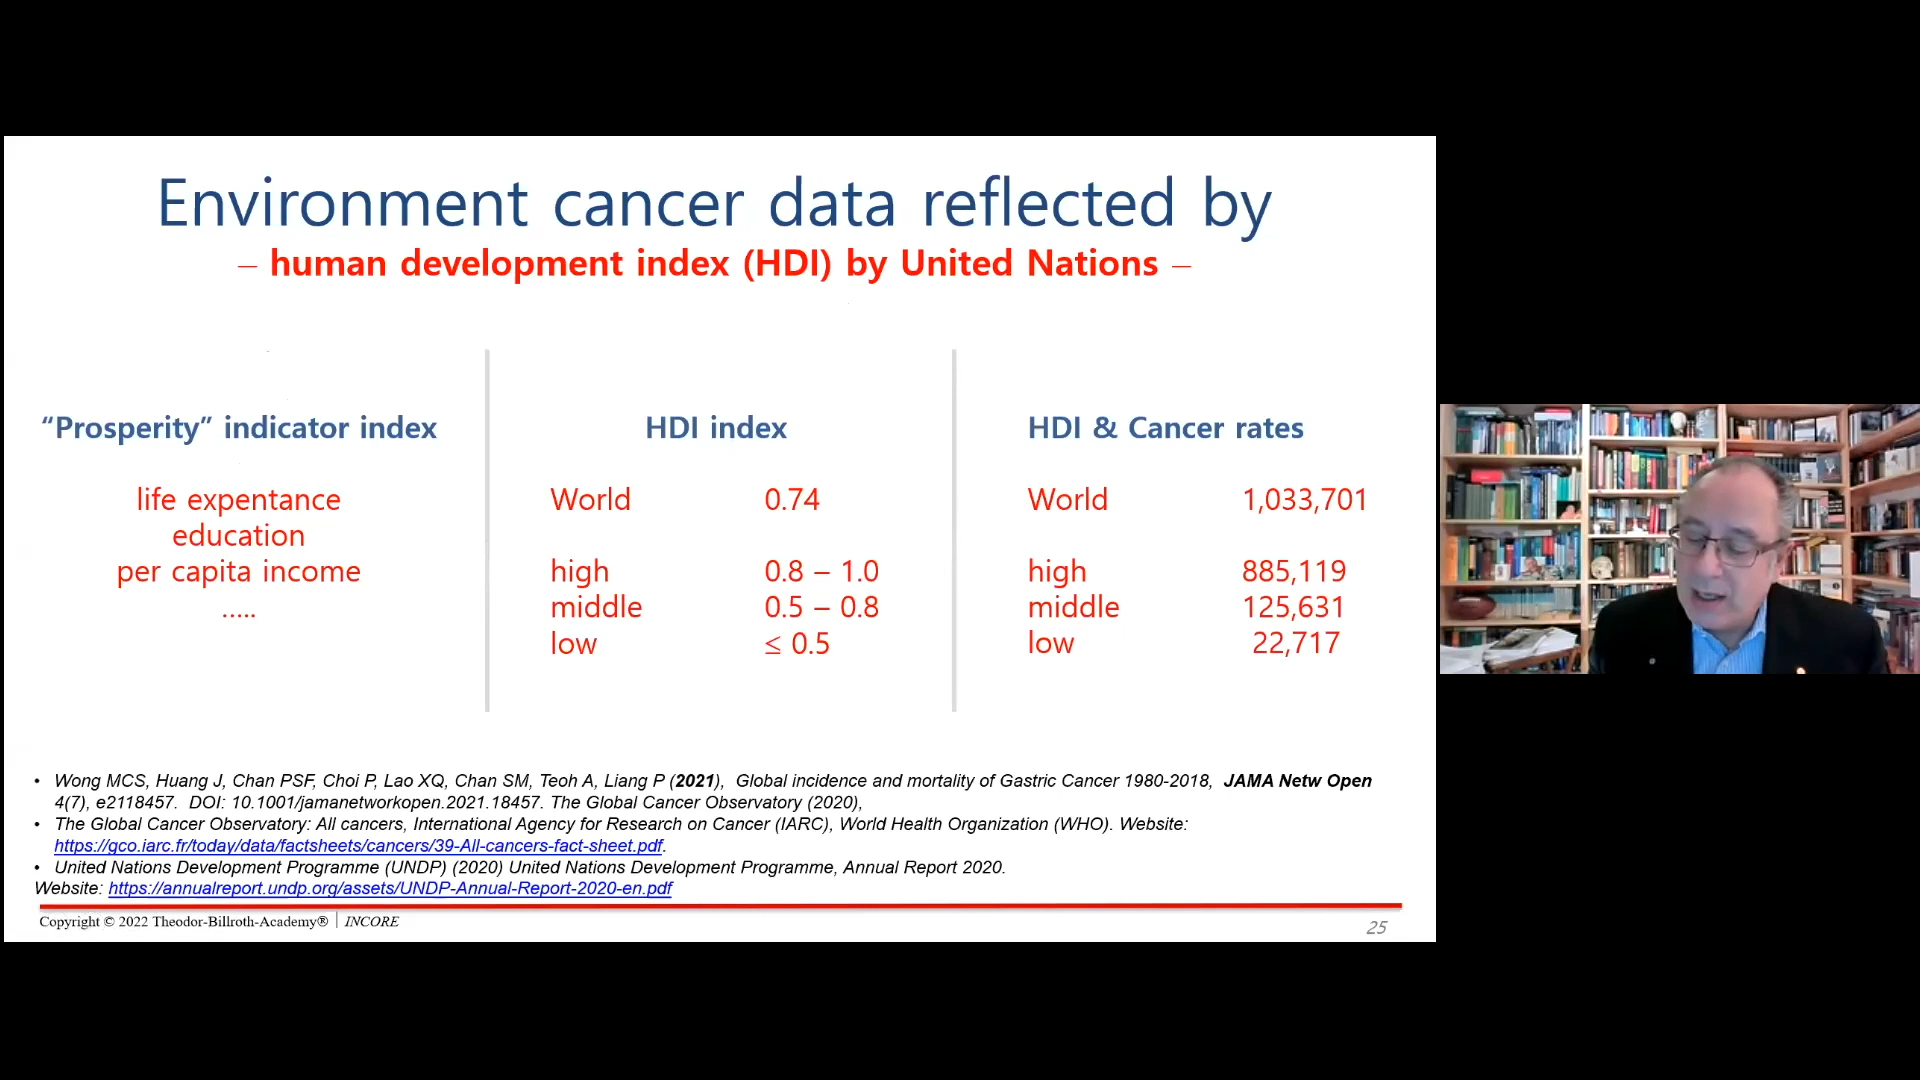 Environment cancer data reflected by
– human development index (HDI) by United Nations –
“Prosperity” indicator index
life expentance
education
per capita income
.....
HDI index
World 0.74
high 0.8 – 1.0
middle 0.5 – 0.8
low ≤ 0.5
HDI & Cancer rates
World 1,033,701
high 885,119
middle 125,631
low 22,717
• Wong MCS, Huang J, Chan PSF, Choi P, Lao XQ, Chan SM, Teoh A, Liang P (2021), Global incidence and mortality of Gastric Cancer 1980-2018, JAMA Netw Open
4(7), e2118457. DOI: 10.1001/jamanetworkopen.2021.18457. The Global Cancer Observatory (2020),
• The Global Cancer Observatory: All cancers, International Agency for Research on Cancer (IARC), World Health Organization (WHO). Website:
https://gco.iarc.fr/today/data/factsheets/cancers/39-All-cancers-fact-sheet.pdf.
• United Nations Development Programme (UNDP) (2020) United Nations Development Programme, Annual Report 2020.
Website: https://annualreport.undp.org/assets/UNDP-Annual-Report-2020-en.pdf
Copyright © 2022 Theodor-Billroth-Academy® | INCORE
25